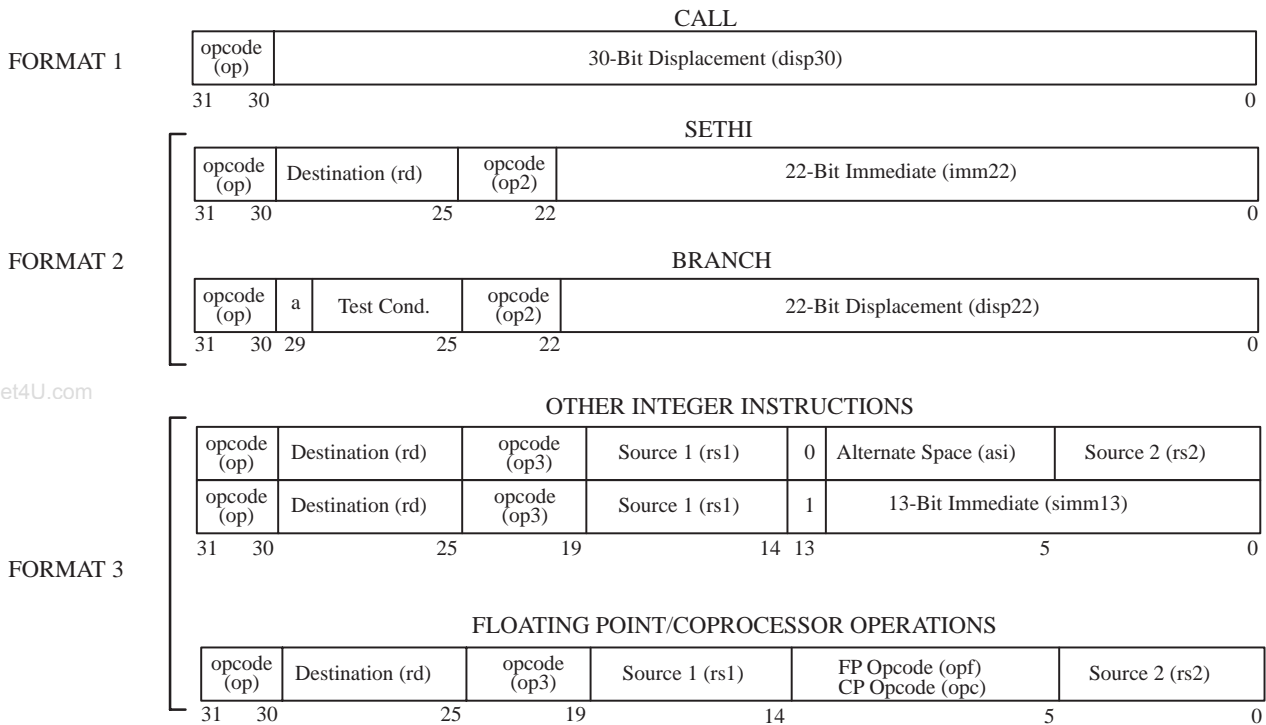 CALL
FORMAT 1
opcode (op) 30-Bit Displacement (disp30)
31 30 0
SETHI
opcode (op) Destination (rd) opcode (op2) 22-Bit Immediate (imm22)
31 30 25 22 0
FORMAT 2
BRANCH
opcode (op) a Test Cond. opcode (op2) 22-Bit Displacement (disp22)
31 30 29 25 22 0
et4U.com
OTHER INTEGER INSTRUCTIONS
opcode (op) Destination (rd) opcode (op3) Source 1 (rs1) 0 Alternate Space (asi) Source 2 (rs2)
opcode (op) Destination (rd) opcode (op3) Source 1 (rs1) 1 13-Bit Immediate (simm13)
31 30 25 19 14 13 5 0
FORMAT 3
FLOATING POINT/COPROCESSOR OPERATIONS
opcode (op) Destination (rd) opcode (op3) Source 1 (rs1) FP Opcode (opf) CP Opcode (opc) Source 2 (rs2)
31 30 25 19 14 5 0